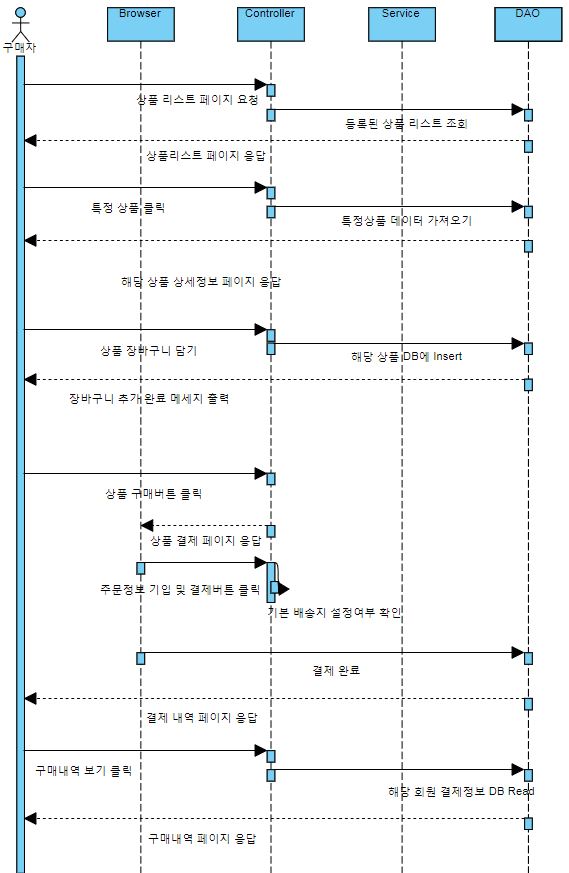 Browser
Controller
Service
DAO
구매자
상품 리스트 페이지 요청
등록된 상품 리스트 조회
상품리스트 페이지 응답
특정 상품 클릭
특정상품 데이터 가져오기
해당 상품 상세정보 페이지 응답
상품 장바구니 담기
해당 상품 DB에 Insert
장바구니 추가 완료 메세지 출력
상품 구매버튼 클릭
상품 결제 페이지 응답
주문정보 기입 및 결제버튼 클릭
기본 배송지 설정여부 확인
결제 완료
결제 내역 페이지 응답
구매내역 보기 클릭
해당 회원 결제정보 DB Read
구매내역 페이지 응답